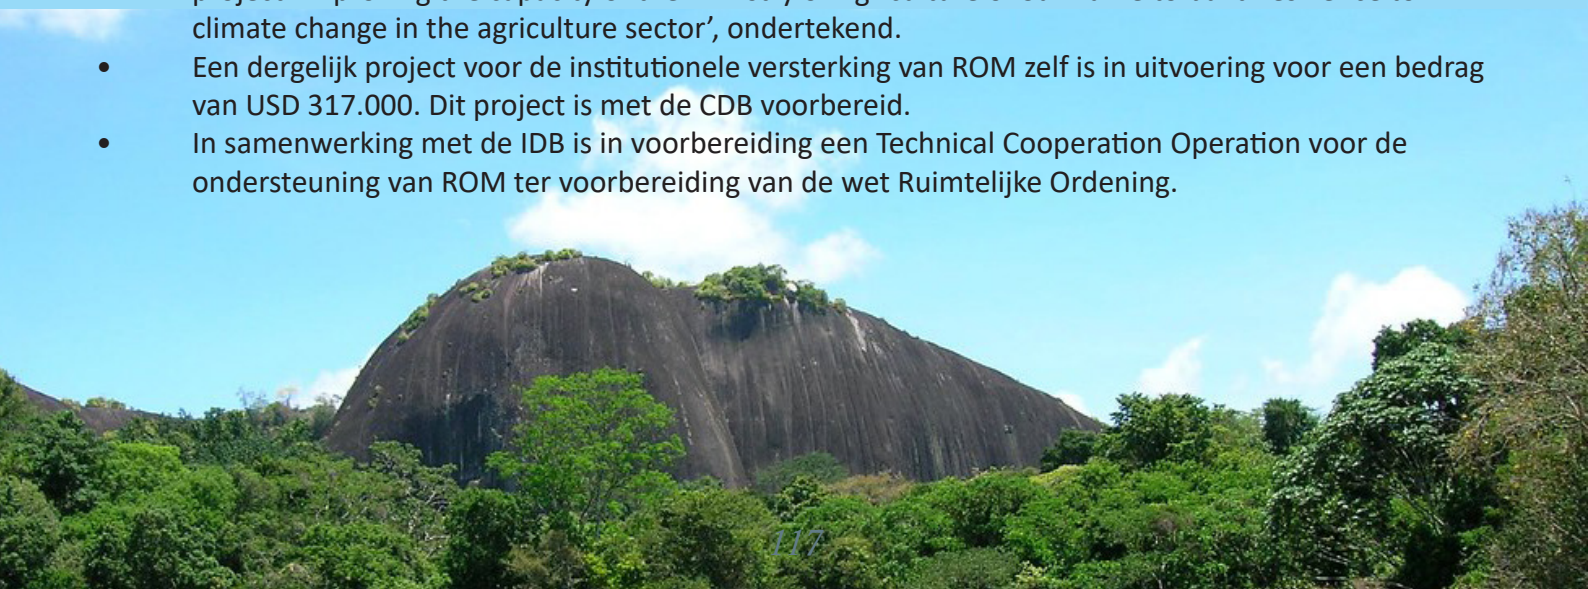 climate change in the agriculture sector’, ondertekend.
• Een dergelijk project voor de institutionele versterking van ROM zelf is in uitvoering voor een bedrag
van USD 317.000. Dit project is met de CDB voorbereid.
• In samenwerking met de IDB is in voorbereiding een Technical Cooperation Operation voor de
ondersteuning van ROM ter voorbereiding van de wet Ruimtelijke Ordening.
117